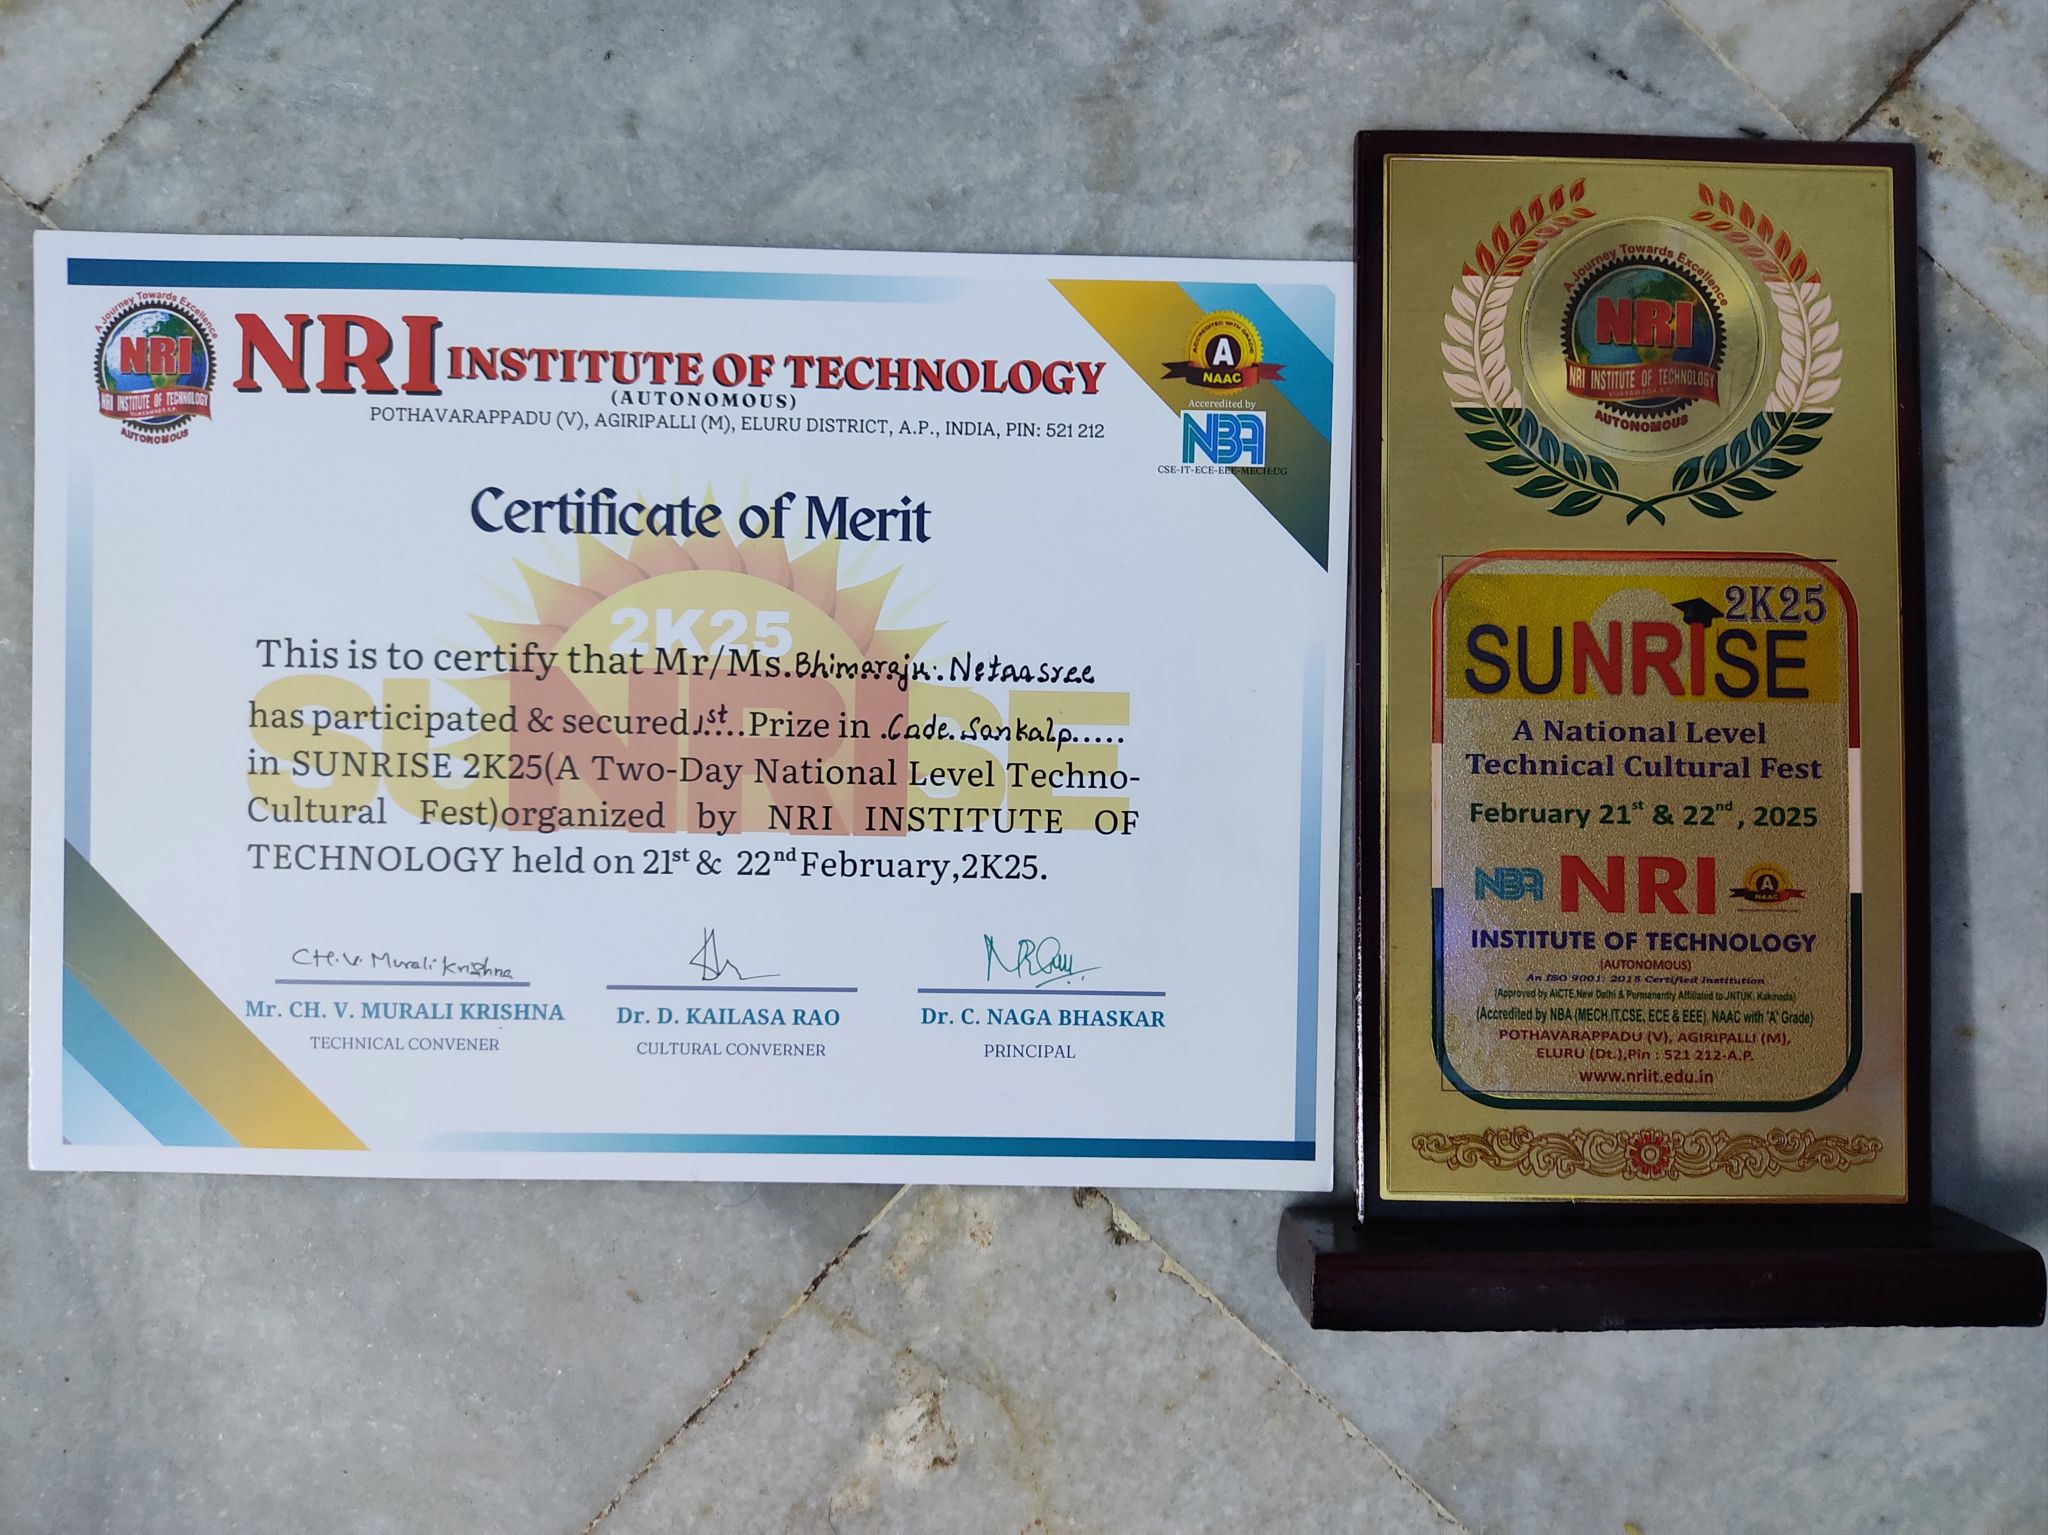 A Journey Towards Excellence
NRI
NRI INSTITUTE OF TECHNOLOGY
VIJAYAWADA, A.P.
AUTONOMOUS
NRI INSTITUTE OF TECHNOLOGY
(AUTONOMOUS)
POTHAVARAPPADU (V), AGIRIPALLI (M), ELURU DISTRICT, A.P., INDIA, PIN: 521 212
ACCREDITED WITH GRADE
A
NAAC
Acceredited by
NBA
CSE-IT-ECE-EEE-MECH:UG
Certificate of Merit
2K25
SUNRISE
This is to certify that Mr/Ms. Bhimaraju. Netaasree
has participated & secured 1st.... Prize in .Code.Sankalp.....
in SUNRISE 2K25(A Two-Day National Level Techno-
Cultural Fest)organized by NRI INSTITUTE OF
TECHNOLOGY held on 21st & 22nd February,2K25.
CH.V. Murali Krishna
Mr. CH. V. MURALI KRISHNA
TECHNICAL CONVENER
Dr. D. KAILASA RAO
CULTURAL CONVERNER
Dr. C. NAGA BHASKAR
PRINCIPAL
A Journey Towards Excellence
NRI
NRI INSTITUTE OF TECHNOLOGY
VIJAYAWADA, A.P.
AUTONOMOUS
2K25
SUNRISE
A National Level
Technical Cultural Fest
February 21st & 22nd, 2025
NBA NRI A NAAC
INSTITUTE OF TECHNOLOGY
(AUTONOMOUS)
An ISO 9001: 2015 Certified Institution
(Approved by AICTE, New Delhi & Permanently Affiliated to JNTUK, Kakinada)
(Accredited by NBA (MECH,IT,CSE, ECE & EEE), NAAC with 'A' Grade)
POTHAVARAPPADU (V), AGIRIPALLI (M),
ELURU (Dt.),Pin : 521 212-A.P.
www.nriit.edu.in